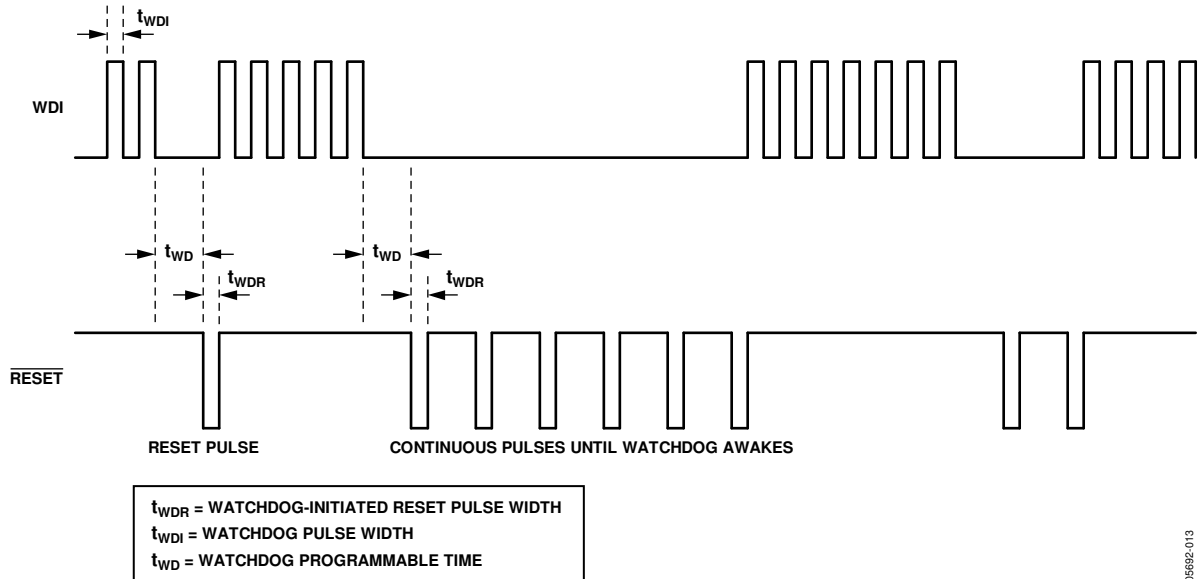 tWDI
WDI
tWD
tWDR
tWD
tWDR
RESET
RESET PULSE
CONTINUOUS PULSES UNTIL WATCHDOG AWAKES
tWDR = WATCHDOG-INITIATED RESET PULSE WIDTH
tWDI = WATCHDOG PULSE WIDTH
tWD = WATCHDOG PROGRAMMABLE TIME